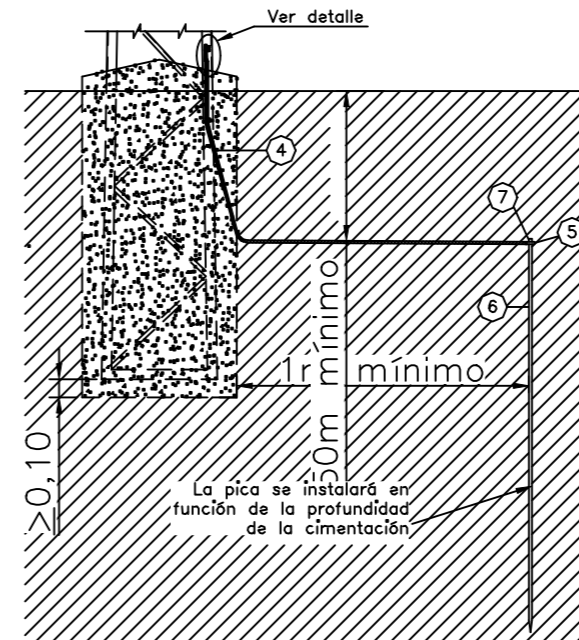 Ver detalle
4
7
5
6
mínimo
m mínimo
≥0,10
La pica se instalará en
función de la profundidad
de la cimentación